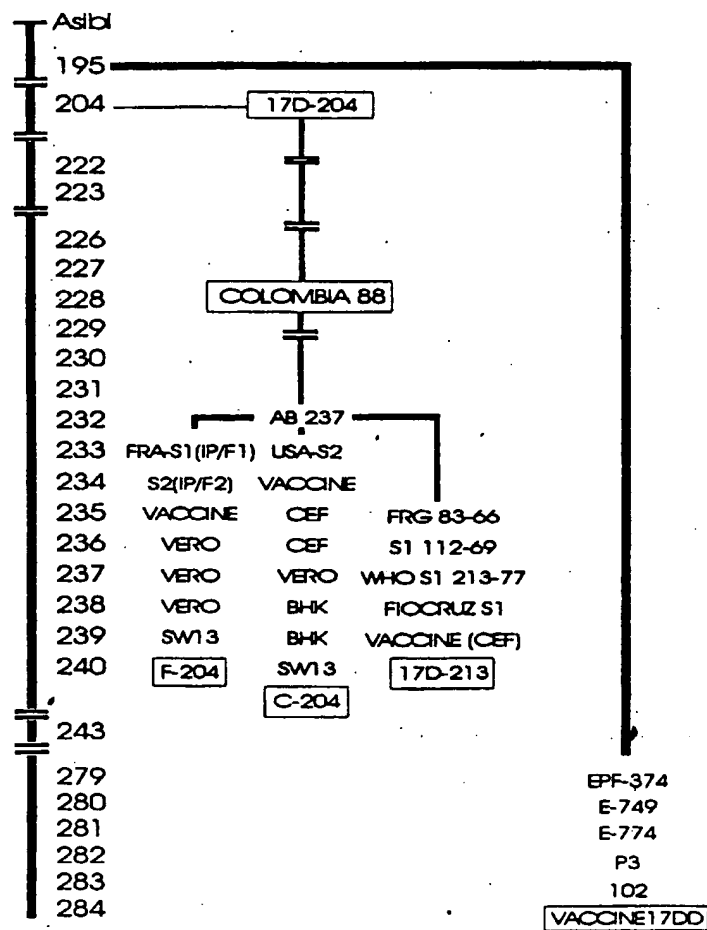 Asibi
195
204 17D-204
222
223
226
227
228 COLOMBIA 88
229
230
231
232 AB 237
233 FRA-S1(IP/F1) USA-S2
234 S2(IP/F2) VACCINE
235 VACCINE CEF FRG 83-66
236 VERO CEF S1 112-69
237 VERO VERO WHO S1 213-77
238 VERO BHK FIOCRUZ S1
239 SW13 BHK VACCINE (CEF)
240 F-204 SW13 17D-213
C-204
243
279 EPF-374
280 E-749
281 E-774
282 P3
283 102
284 VACCINE17DD